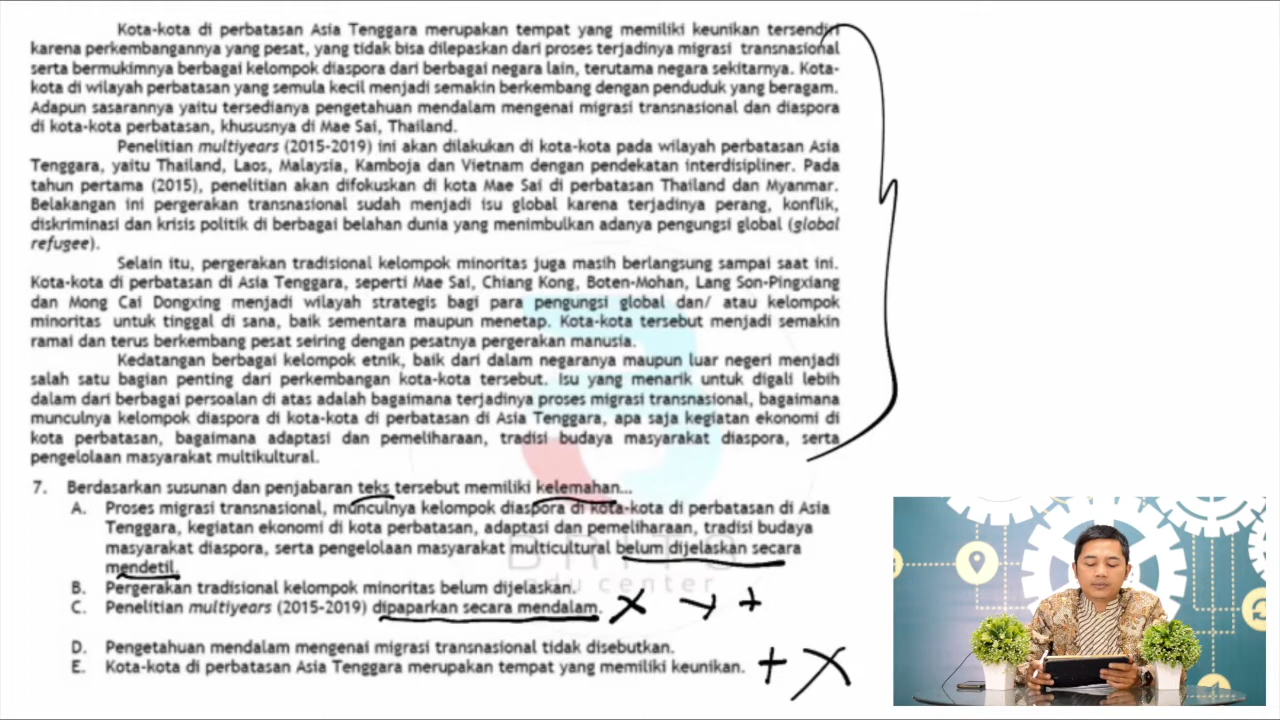 Kota-kota di perbatasan Asia Tenggara merupakan tempat yang memiliki keunikan tersendiri
karena perkembangannya yang pesat, yang tidak bisa dilepaskan dari proses terjadinya migrasi transnasional
serta bermukimnya berbagai kelompok diaspora dari berbagai negara lain, terutama negara sekitarnya. Kota-
kota di wilayah perbatasan yang semula kecil menjadi semakin berkembang dengan penduduk yang beragam.
Adapun sasarannya yaitu tersedianya pengetahuan mendalam mengenai migrasi transnasional dan diaspora
di kota-kota perbatasan, khususnya di Mae Sai, Thailand.
Penelitian multiyears (2015-2019) ini akan dilakukan di kota-kota pada wilayah perbatasan Asia
Tenggara, yaitu Thailand, Laos, Malaysia, Kamboja dan Vietnam dengan pendekatan interdisipliner. Pada
tahun pertama (2015), penelitian akan difokuskan di kota Mae Sai di perbatasan Thailand dan Myanmar.
Belakangan ini pergerakan transnasional sudah menjadi isu global karena terjadinya perang, konflik,
diskriminasi dan krisis politik di berbagai belahan dunia yang menimbulkan adanya pengungsi global (global
refugee).
Selain itu, pergerakan tradisional kelompok minoritas juga masih berlangsung sampai saat ini.
Kota-kota di perbatasan di Asia Tenggara, seperti Mae Sai, Chiang Kong, Boten-Mohan, Lang Son-Pingxiang
dan Mong Cai Dongxing menjadi wilayah strategis bagi para pengungsi global dan/ atau kelompok
minoritas untuk tinggal di sana, baik sementara maupun menetap. Kota-kota tersebut menjadi semakin
ramai dan terus berkembang pesat seiring dengan pesatnya pergerakan manusia.
Kedatangan berbagai kelompok etnik, baik dari dalam negaranya maupun luar negeri menjadi
salah satu bagian penting dari perkembangan kota-kota tersebut. Isu yang menarik untuk digali lebih
dalam dari berbagai persoalan di atas adalah bagaimana terjadinya proses migrasi transnasional, bagaimana
munculnya kelompok diaspora di kota-kota di perbatasan di Asia Tenggara, apa saja kegiatan ekonomi di
kota perbatasan, bagaimana adaptasi dan pemeliharaan, tradisi budaya masyarakat diaspora, serta
pengelolaan masyarakat multikultural.
7. Berdasarkan susunan dan penjabaran teks tersebut memiliki kelemahan...
A. Proses migrasi transnasional, munculnya kelompok diaspora di kota-kota di perbatasan di Asia
Tenggara, kegiatan ekonomi di kota perbatasan, adaptasi dan pemeliharaan, tradisi budaya
masyarakat diaspora, serta pengelolaan masyarakat multicultural belum dijelaskan secara
mendetil.
B. Pergerakan tradisional kelompok minoritas belum dijelaskan.
C. Penelitian multiyears (2015-2019) dipaparkan secara mendalam. X → +
D. Pengetahuan mendalam mengenai migrasi transnasional tidak disebutkan.
E. Kota-kota di perbatasan Asia Tenggara merupakan tempat yang memiliki keunikan. + X
BRITS
edu center